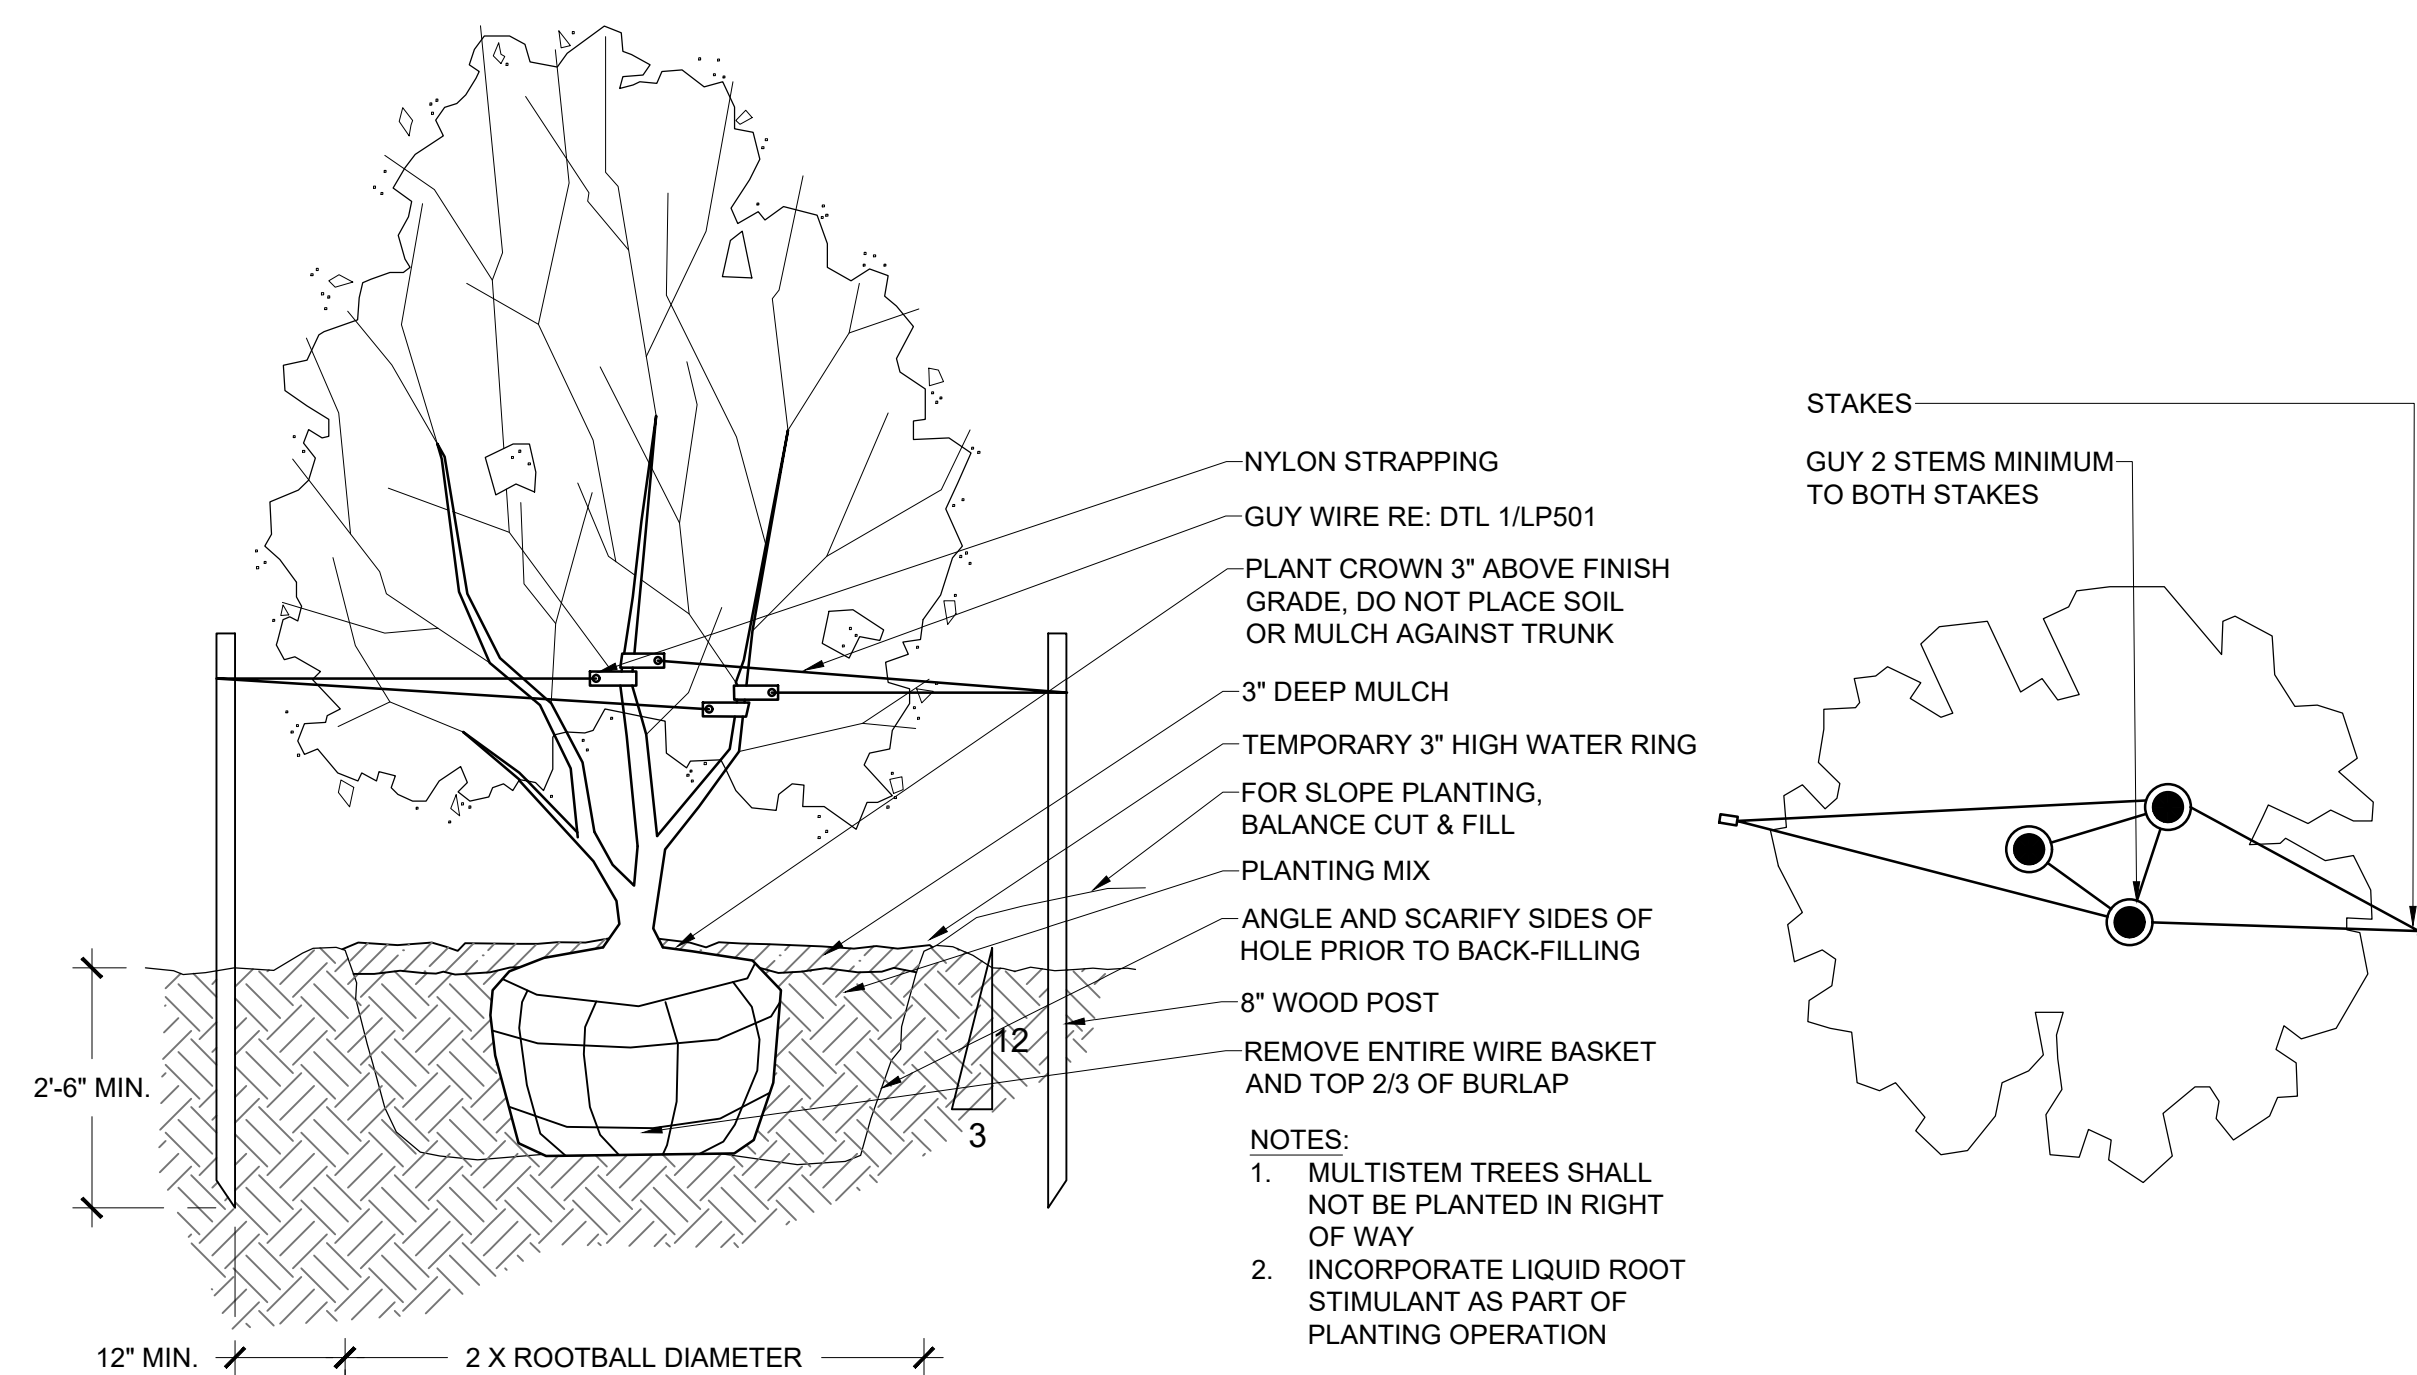 NYLON STRAPPING
GUY WIRE RE: DTL 1/LP501
PLANT CROWN 3" ABOVE FINISH
GRADE, DO NOT PLACE SOIL
OR MULCH AGAINST TRUNK
3" DEEP MULCH
TEMPORARY 3" HIGH WATER RING
FOR SLOPE PLANTING,
BALANCE CUT & FILL
PLANTING MIX
ANGLE AND SCARIFY SIDES OF
HOLE PRIOR TO BACK-FILLING
8" WOOD POST
REMOVE ENTIRE WIRE BASKET
AND TOP 2/3 OF BURLAP
12
3
2'-6" MIN.
12" MIN.
2 X ROOTBALL DIAMETER
NOTES:
1. MULTISTEM TREES SHALL
NOT BE PLANTED IN RIGHT
OF WAY
2. INCORPORATE LIQUID ROOT
STIMULANT AS PART OF
PLANTING OPERATION
STAKES
GUY 2 STEMS MINIMUM
TO BOTH STAKES